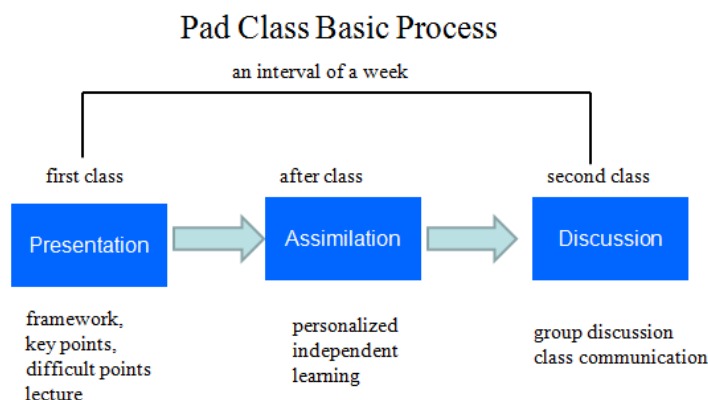 Pad Class Basic Process
an interval of a week
first class
after class
second class
Presentation
Assimilation
Discussion
framework,
key points,
difficult points
lecture
personalized
independent
learning
group discussion
class communication